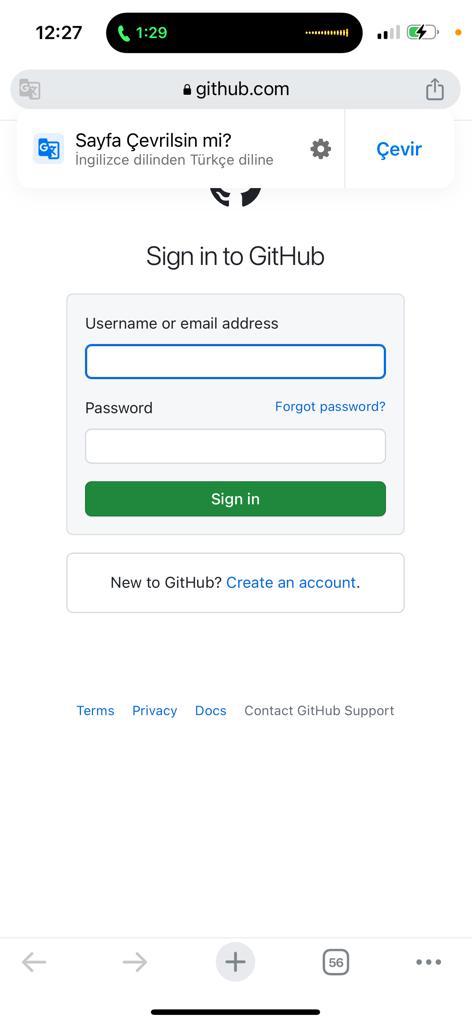 12:27
1:29
github.com
Sayfa Çevrilsin mi?
İngilizce dilinden Türkçe diline
Çevir
Sign in to GitHub
Username or email address
Password
Forgot password?
Sign in
New to GitHub? Create an account.
Terms Privacy Docs Contact GitHub Support
56